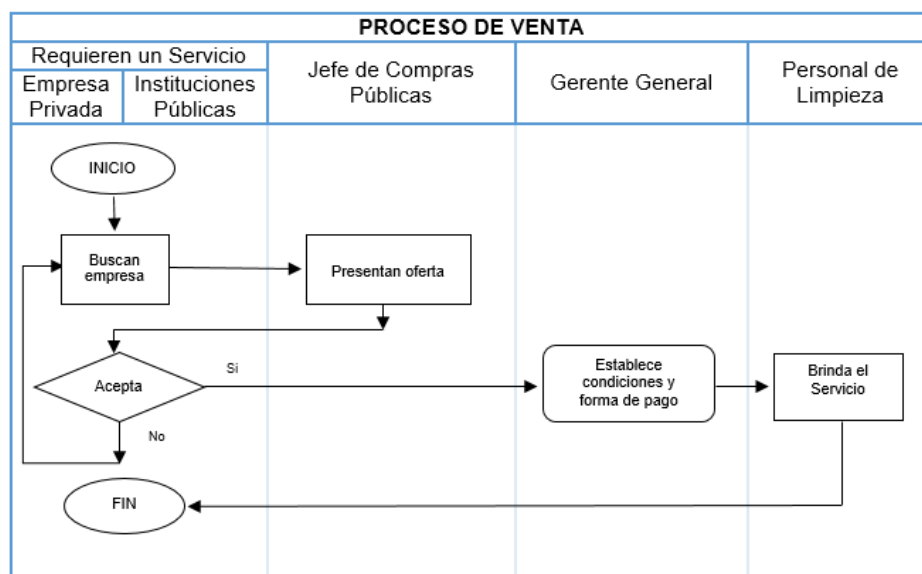 PROCESO DE VENTA
Requieren un Servicio
Empresa
Privada
Instituciones
Públicas
Jefe de Compras
Públicas
Gerente General
Personal de
Limpieza
INICIO
Buscan
empresa
Presentan oferta
Acepta
Si
No
Establece
condiciones y
forma de pago
Brinda el
Servicio
FIN